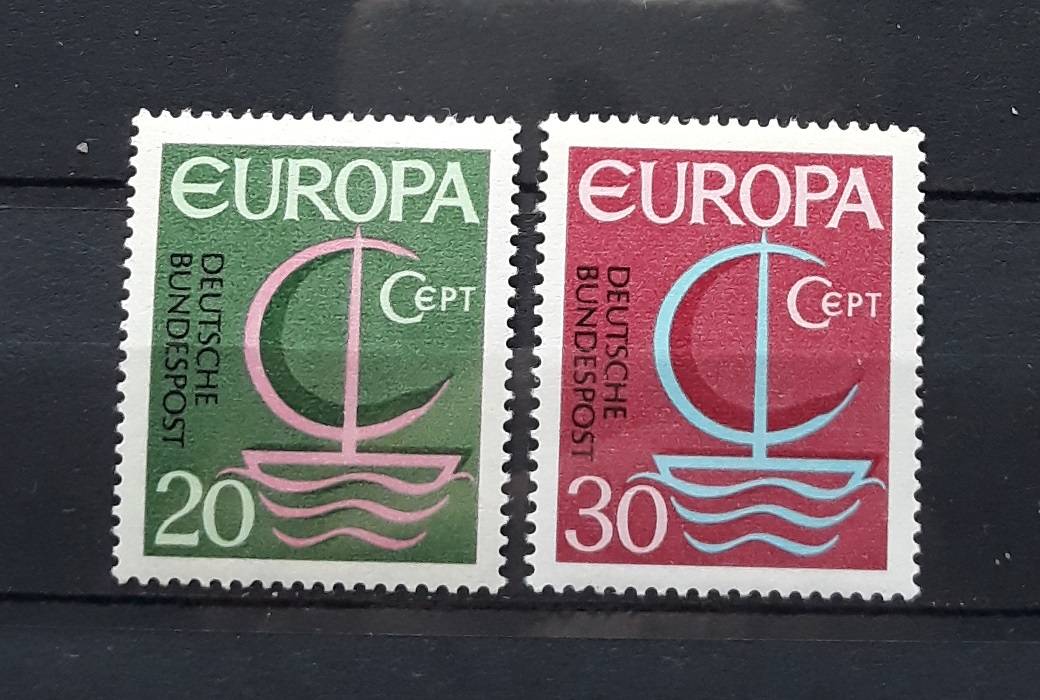 EUROPA
CEPT
DEUTSCHE
BUNDESPOST
20
EUROPA
CEPT
DEUTSCHE
BUNDESPOST
30